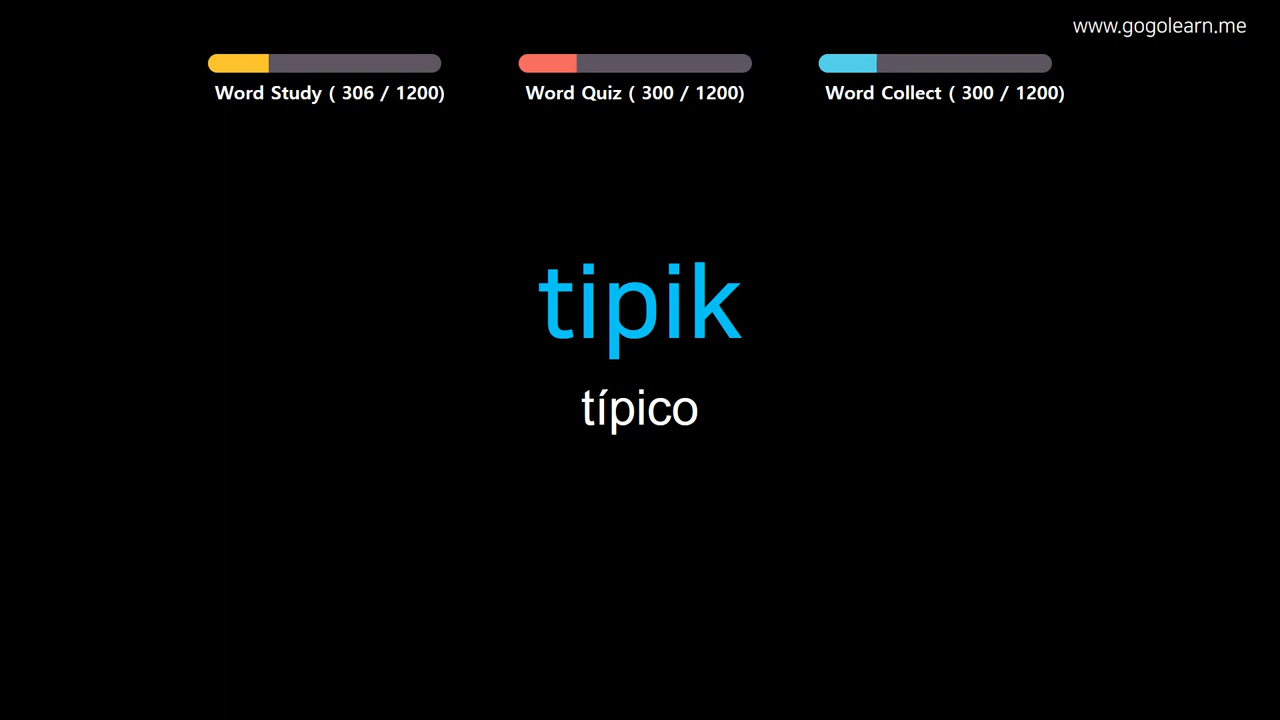 www.gogolearn.me
Word Study ( 306 / 1200)
Word Quiz ( 300 / 1200)
Word Collect ( 300 / 1200)
tipik
típico